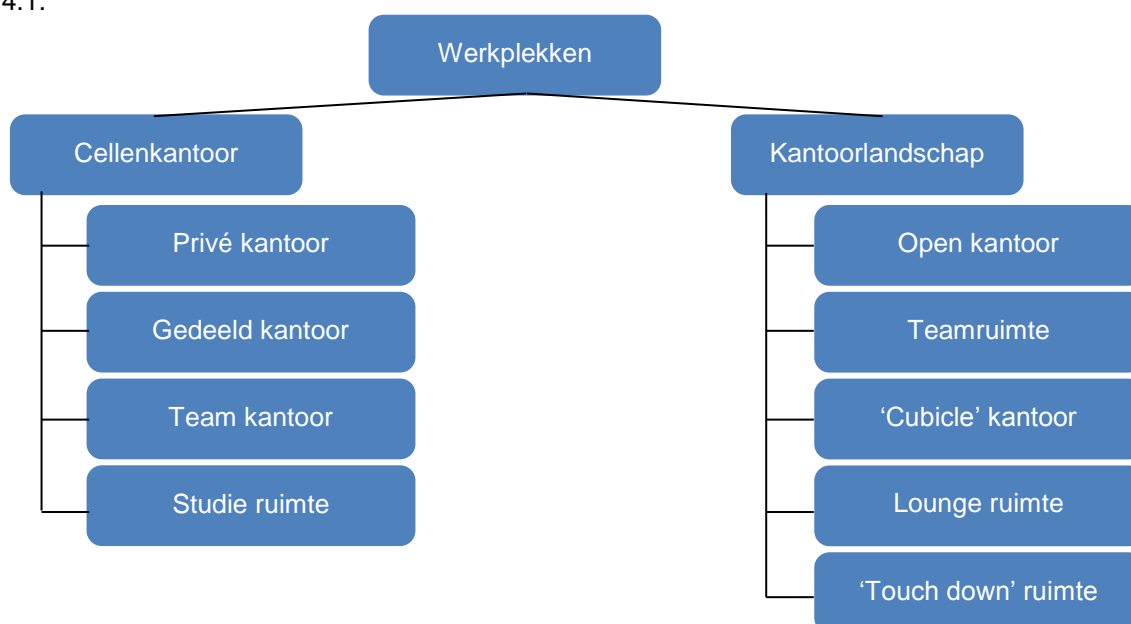 4.1.
Werkplekken
Cellenkantoor
Privé kantoor
Gedeeld kantoor
Team kantoor
Studie ruimte
Kantoorlandschap
Open kantoor
Teamruimte
‘Cubicle’ kantoor
Lounge ruimte
‘Touch down’ ruimte